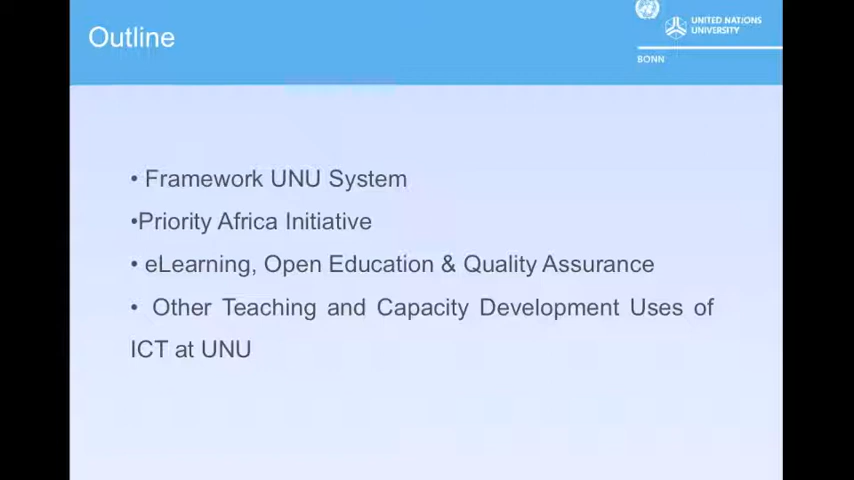 Outline
UNITED NATIONS
UNIVERSITY
BONN
• Framework UNU System
•Priority Africa Initiative
• eLearning, Open Education & Quality Assurance
• Other Teaching and Capacity Development Uses of
ICT at UNU